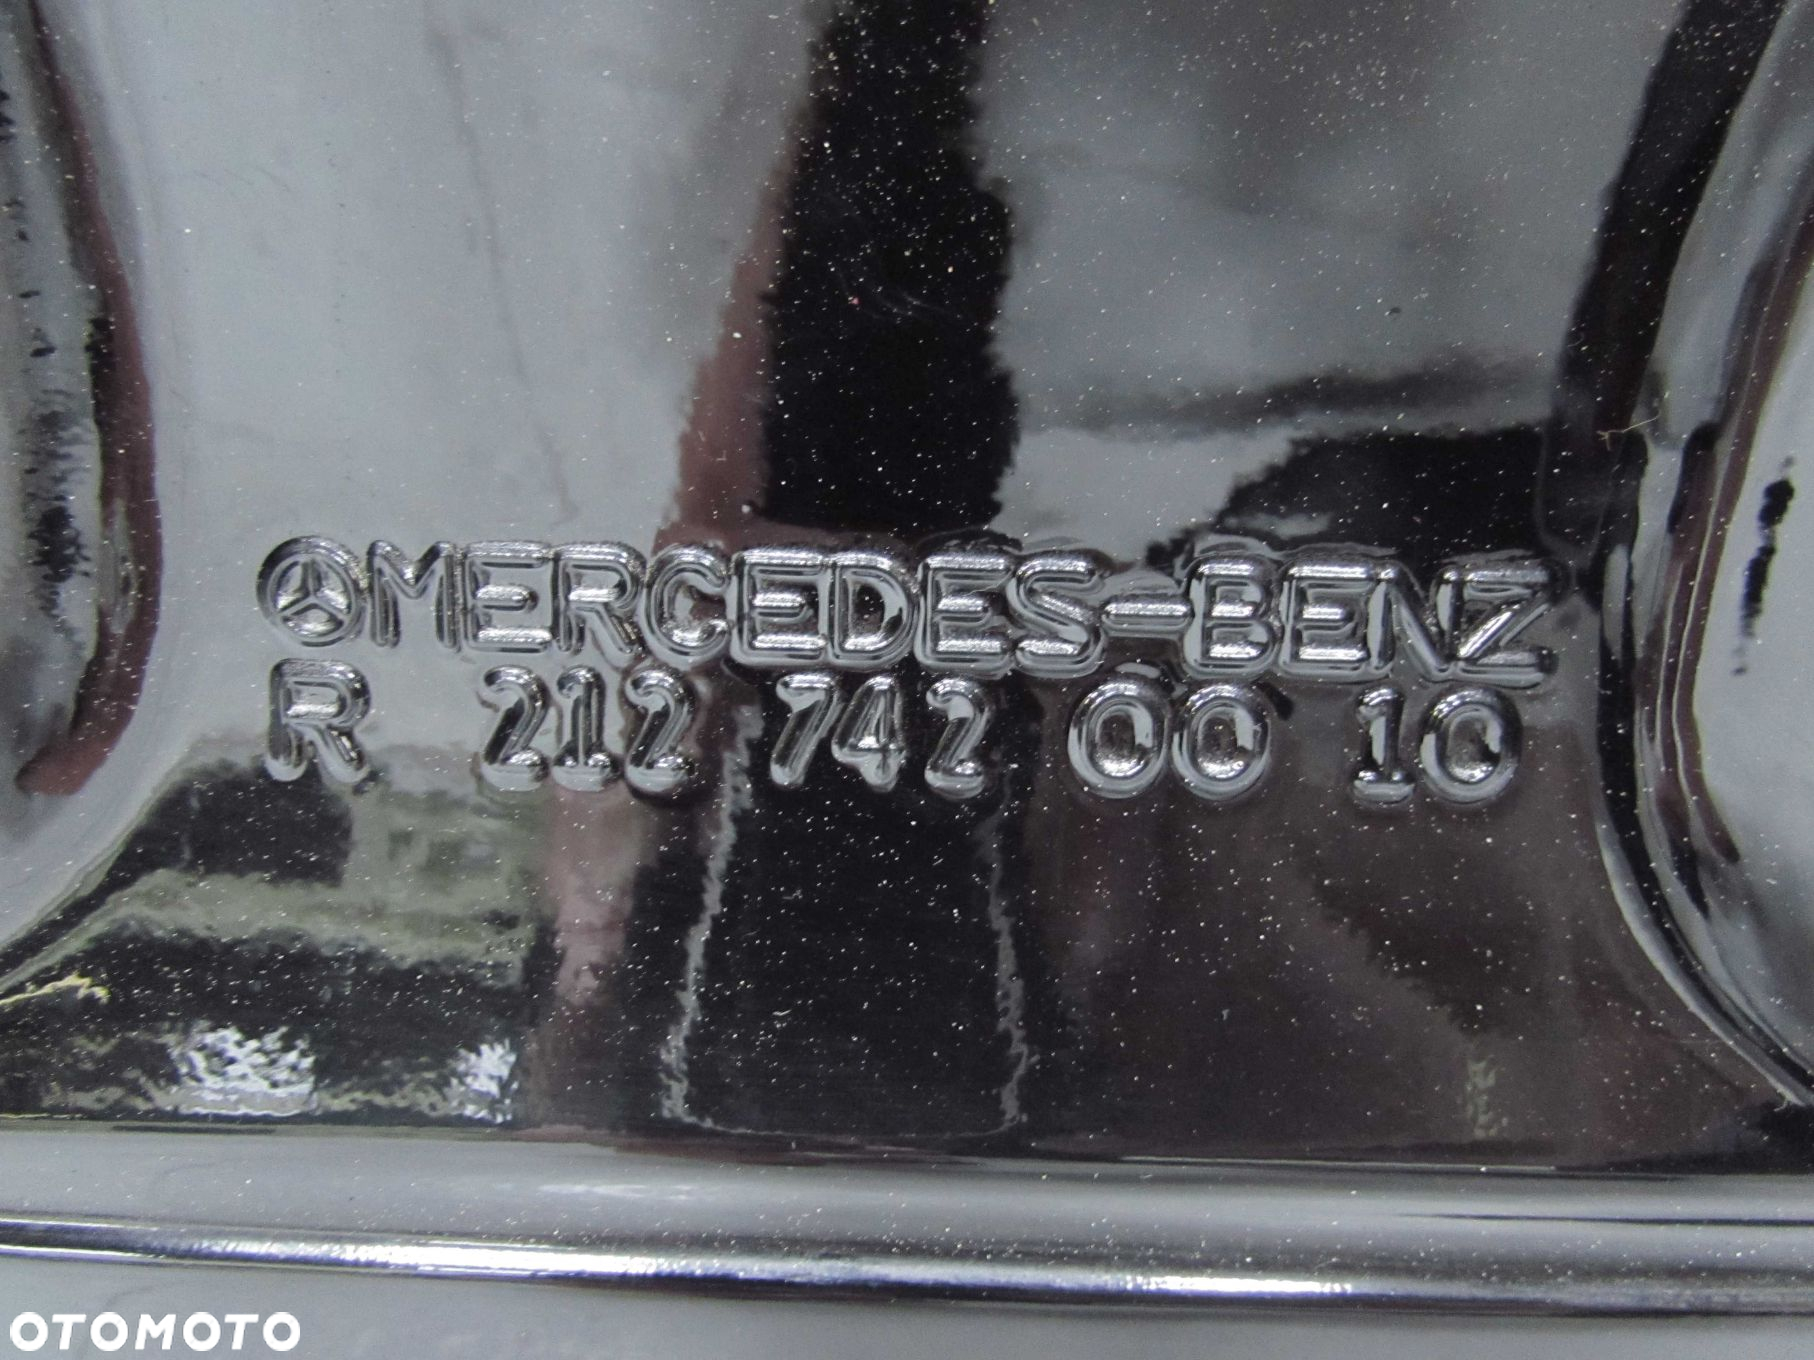 MERCEDES-BENZ
R 212 742 00 10
OTOMOTO